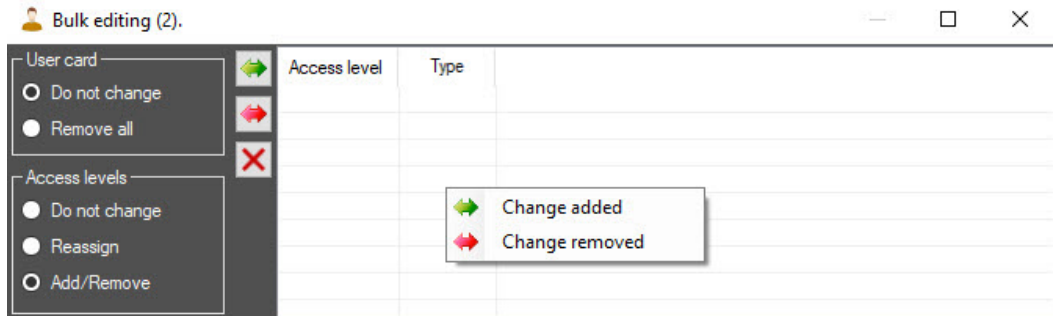 Bulk editing (2).
User card
Do not change
Remove all
Access levels
Do not change
Reassign
Add/Remove
Access level Type
Change added
Change removed